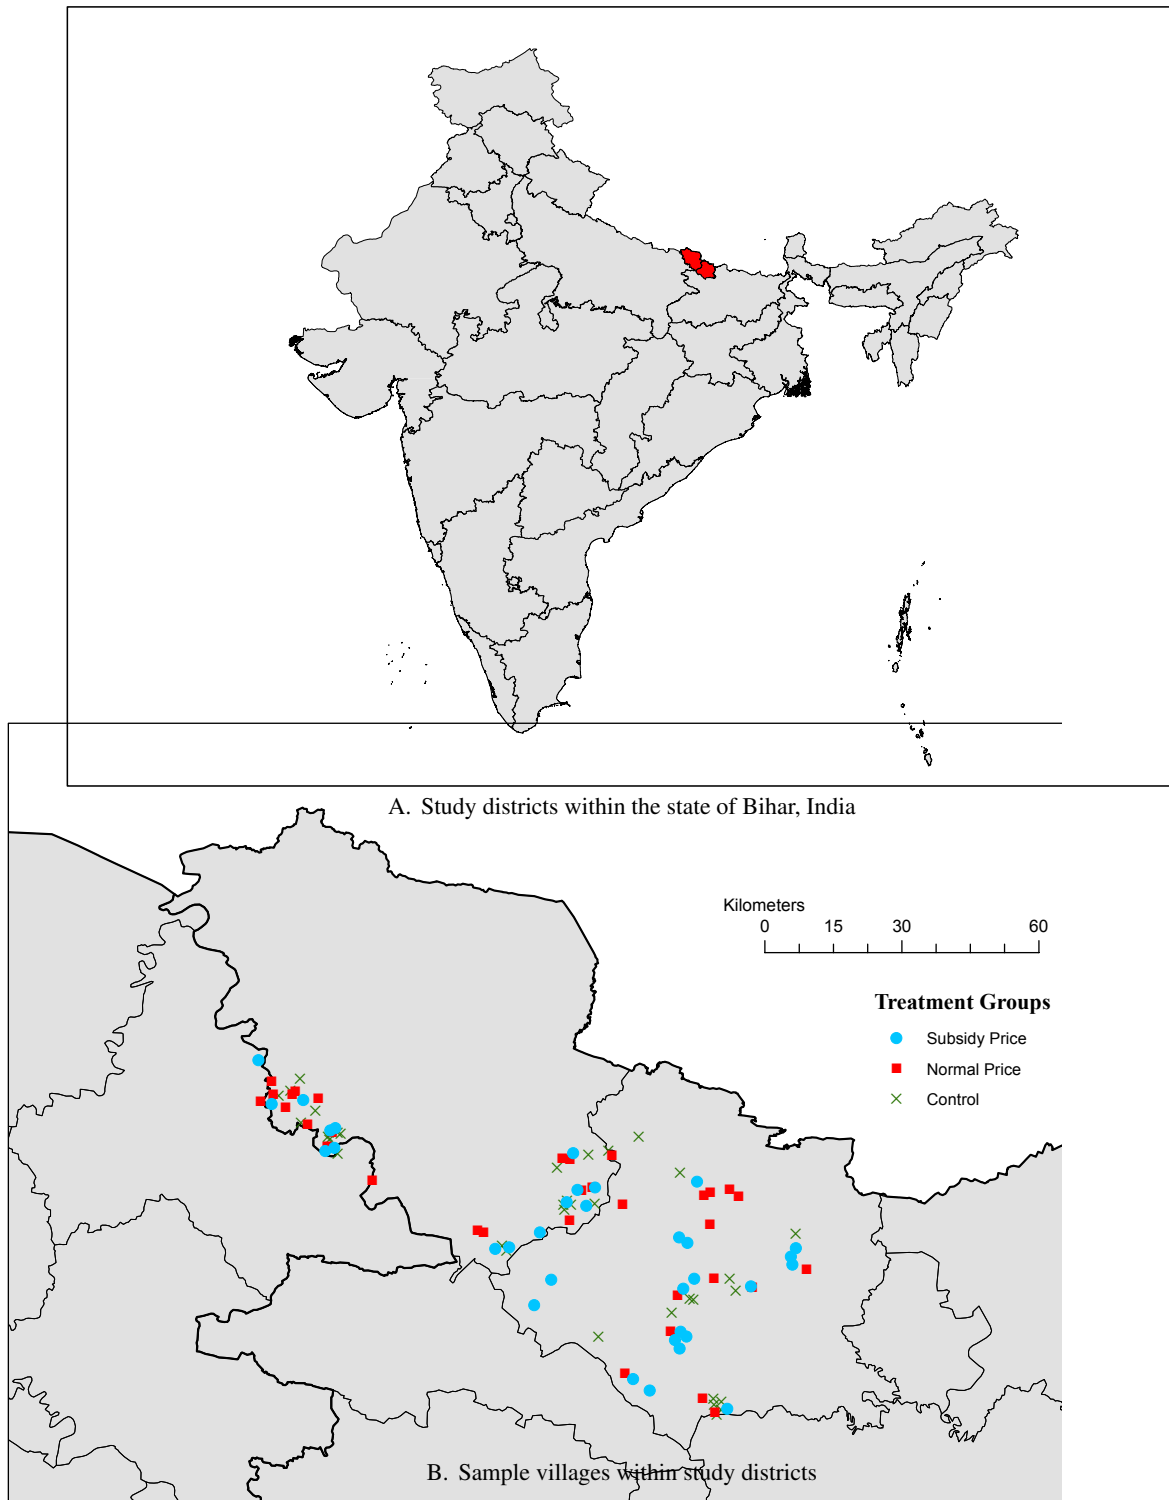 A. Study districts within the state of Bihar, India
Kilometers
0 15 30 60
Treatment Groups
Subsidy Price
Normal Price
Control
B. Sample villages within study districts